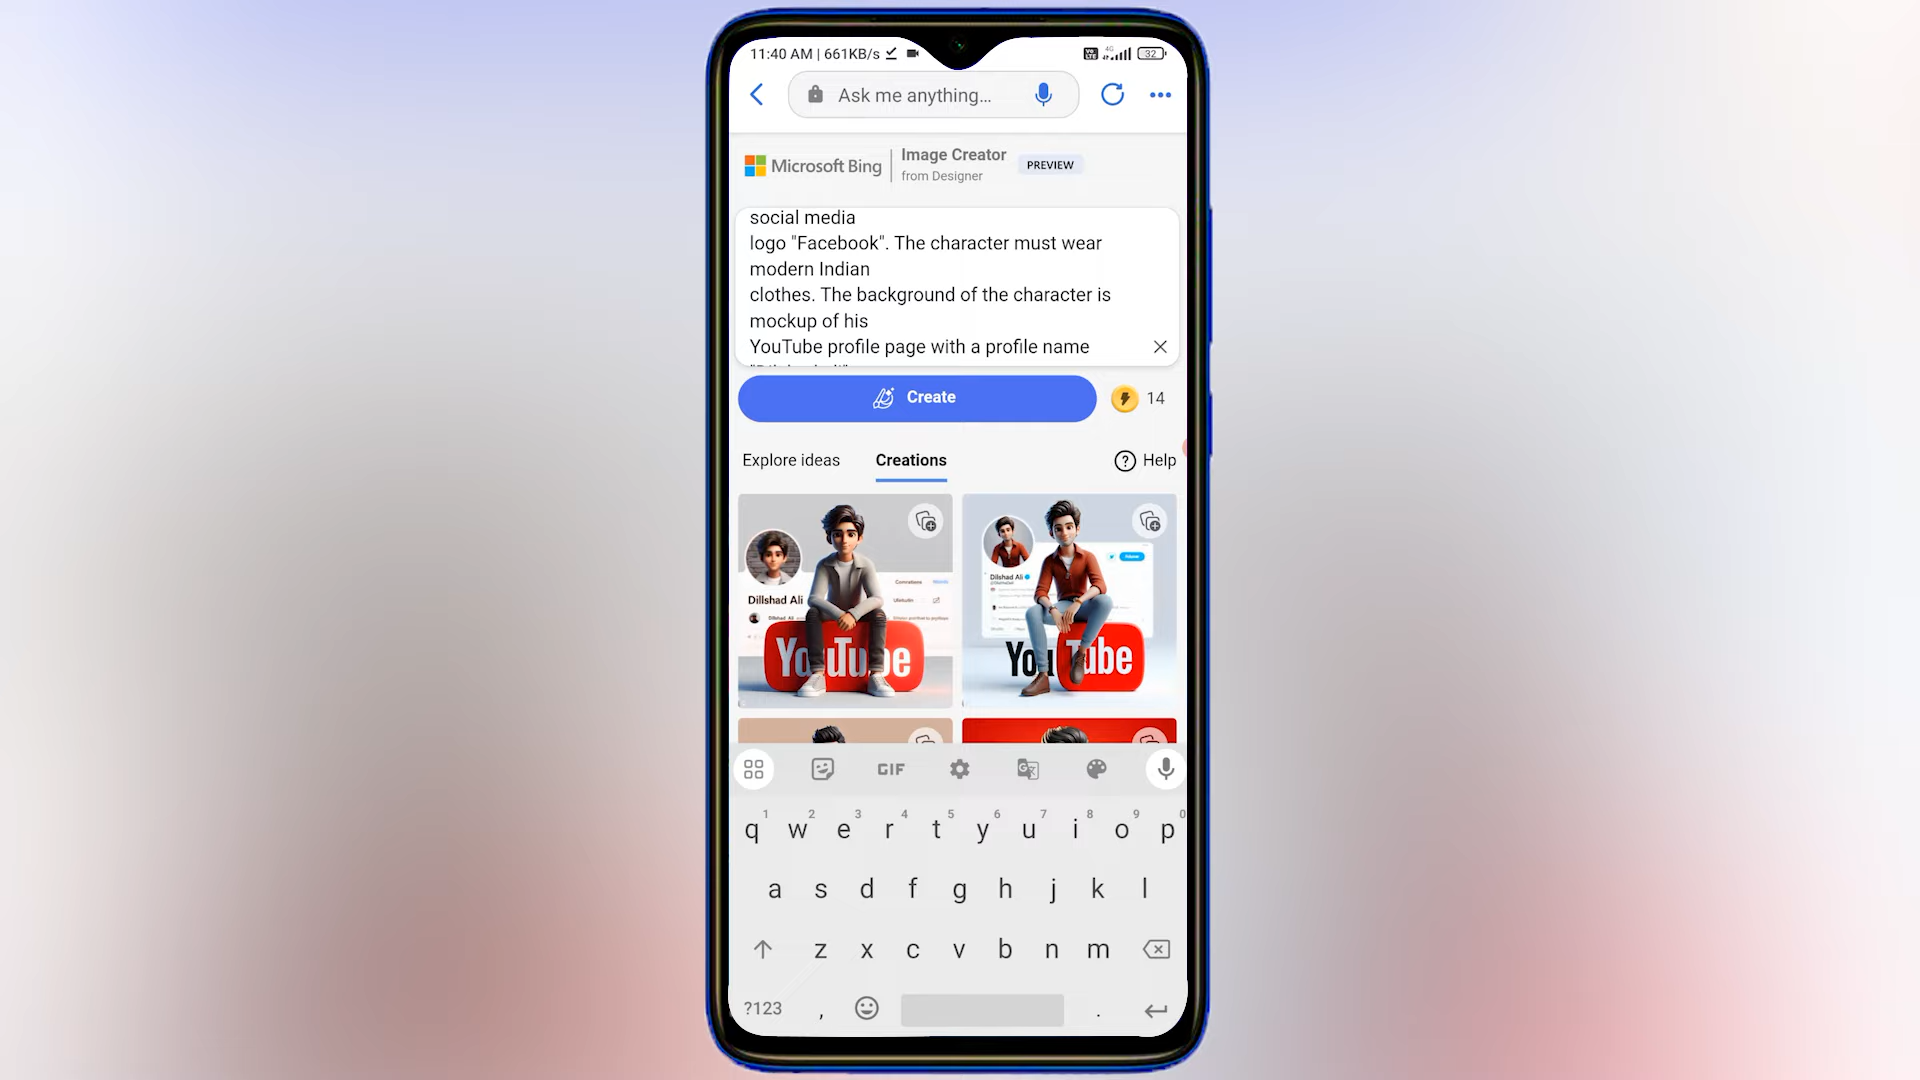 11:40 AM | 661KB/s
4G
32
Ask me anything...
Microsoft Bing
Image Creator
from Designer
PREVIEW
social media
logo "Facebook". The character must wear
modern Indian
clothes. The background of the character is
mockup of his
YouTube profile page with a profile name
Create
14
Explore ideas
Creations
Help
Dillshad Ali
YouTube
Dilshad Ali
YouTube
GIF
1 2 3 4 5 6 7 8 9 0
q w e r t y u i o p
a s d f g h j k l
z x c v b n m
?123 , .